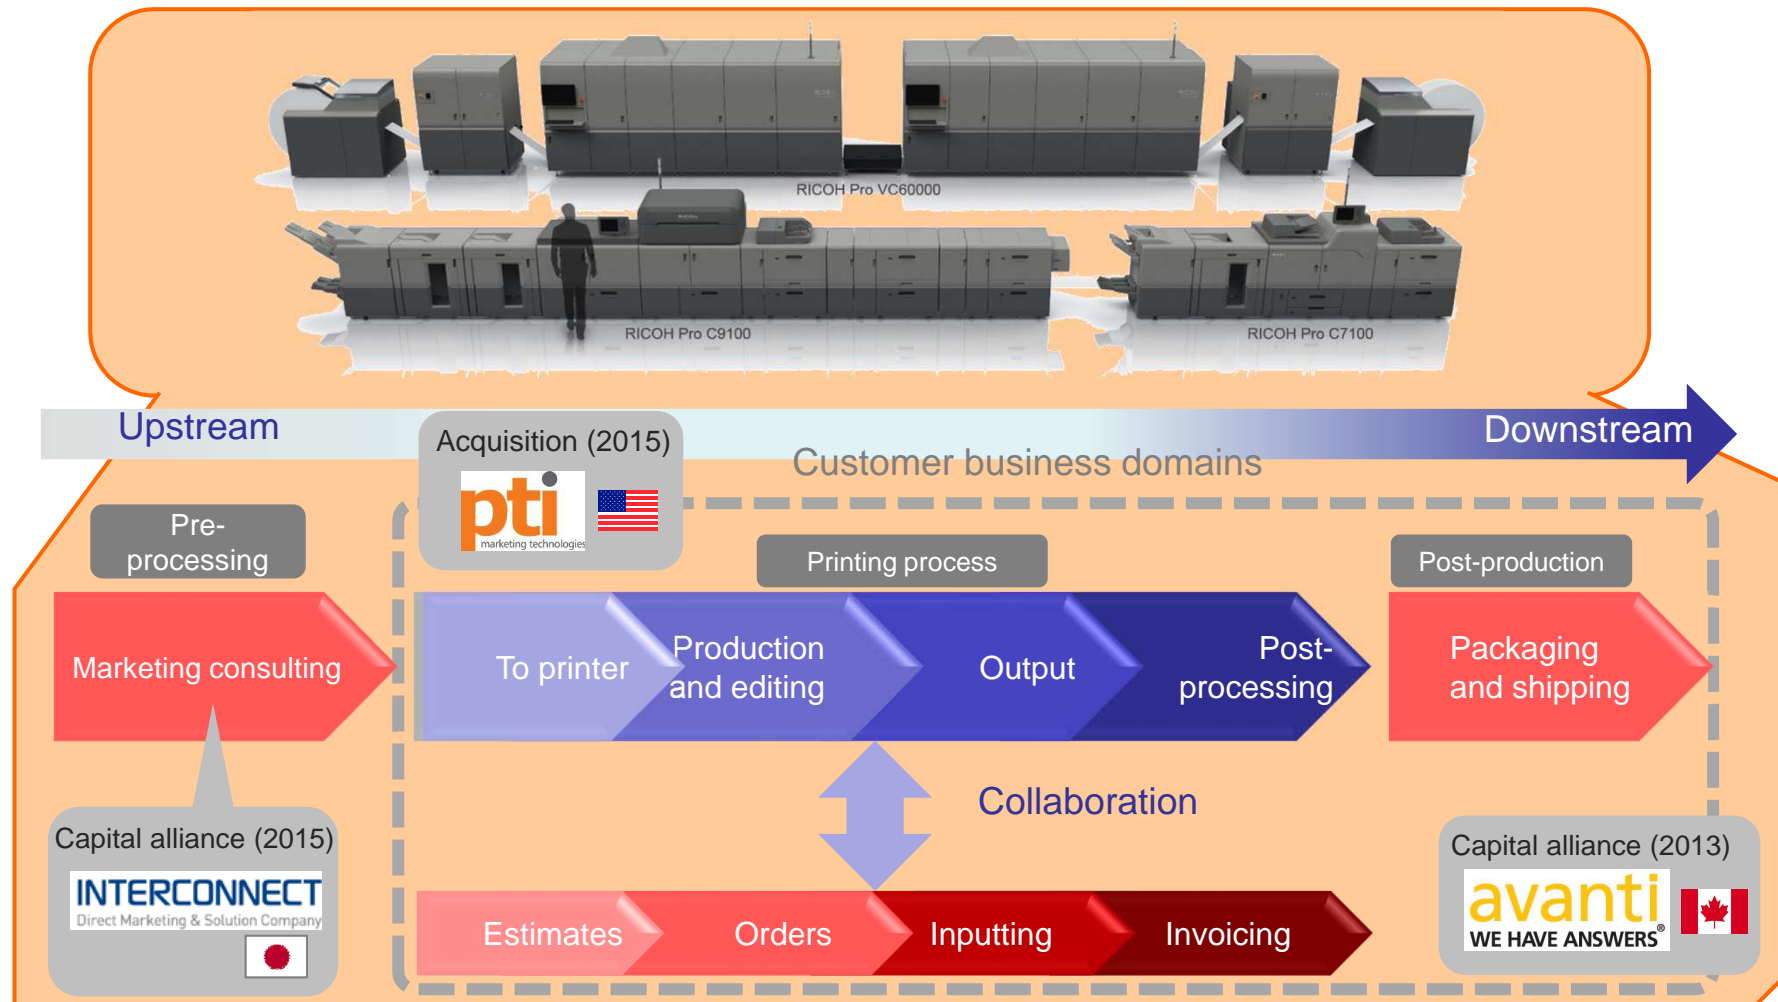 RICOH Pro VC60000
RICOH Pro C9100
RICOH Pro C7100
Upstream
Downstream
Acquisition (2015)
pti
marketing technologies
Customer business domains
Pre-
processing
Printing process
Post-production
Marketing consulting
To printer
Production
and editing
Output
Post-
processing
Packaging
and shipping
Collaboration
Capital alliance (2015)
INTERCONNECT
Direct Marketing & Solution Company
Capital alliance (2013)
avanti
WE HAVE ANSWERS®
Estimates
Orders
Inputting
Invoicing